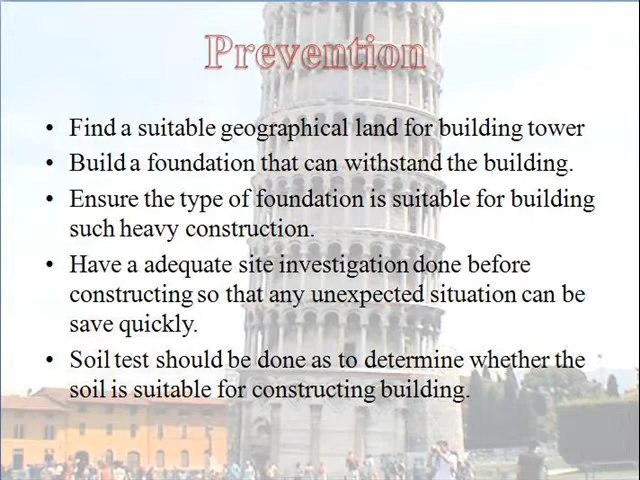 Prevention
• Find a suitable geographical land for building tower
• Build a foundation that can withstand the building.
• Ensure the type of foundation is suitable for building
such heavy construction.
• Have a adequate site investigation done before
constructing so that any unexpected situation can be
save quickly.
• Soil test should be done as to determine whether the
soil is suitable for constructing building.